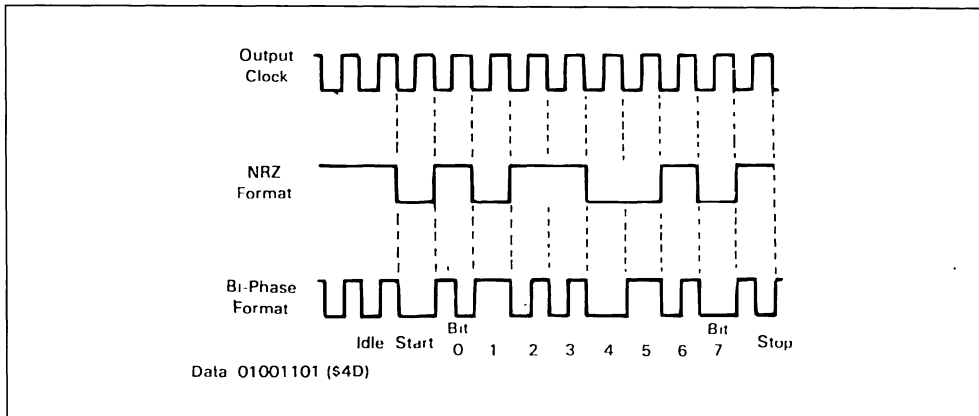 Output
Clock
NRZ
Format
Bi-Phase
Format
Idle Start Bit 0 1 2 3 4 5 6 Bit 7 Stop
Data 01001101 ($4D)